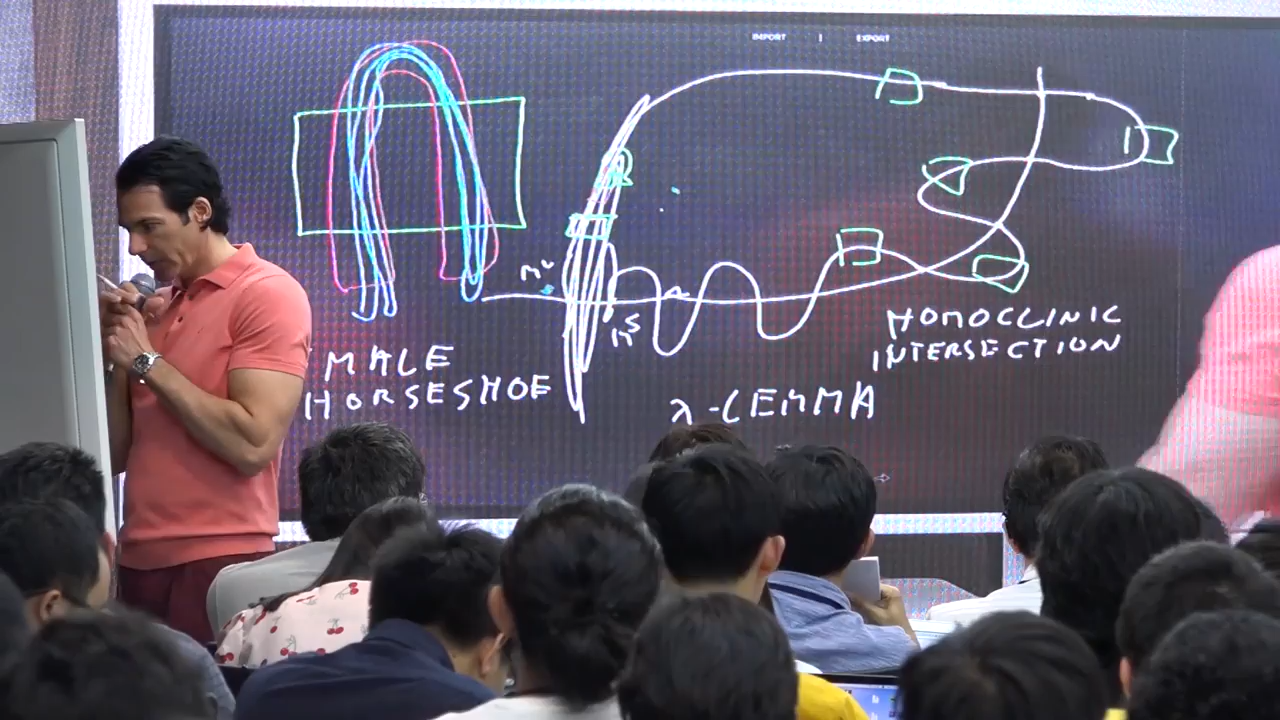 IMPORT | EXPORT
MALE
HORSESHOE
λ-LEMMA
HOMOCLINIC
INTERSECTION